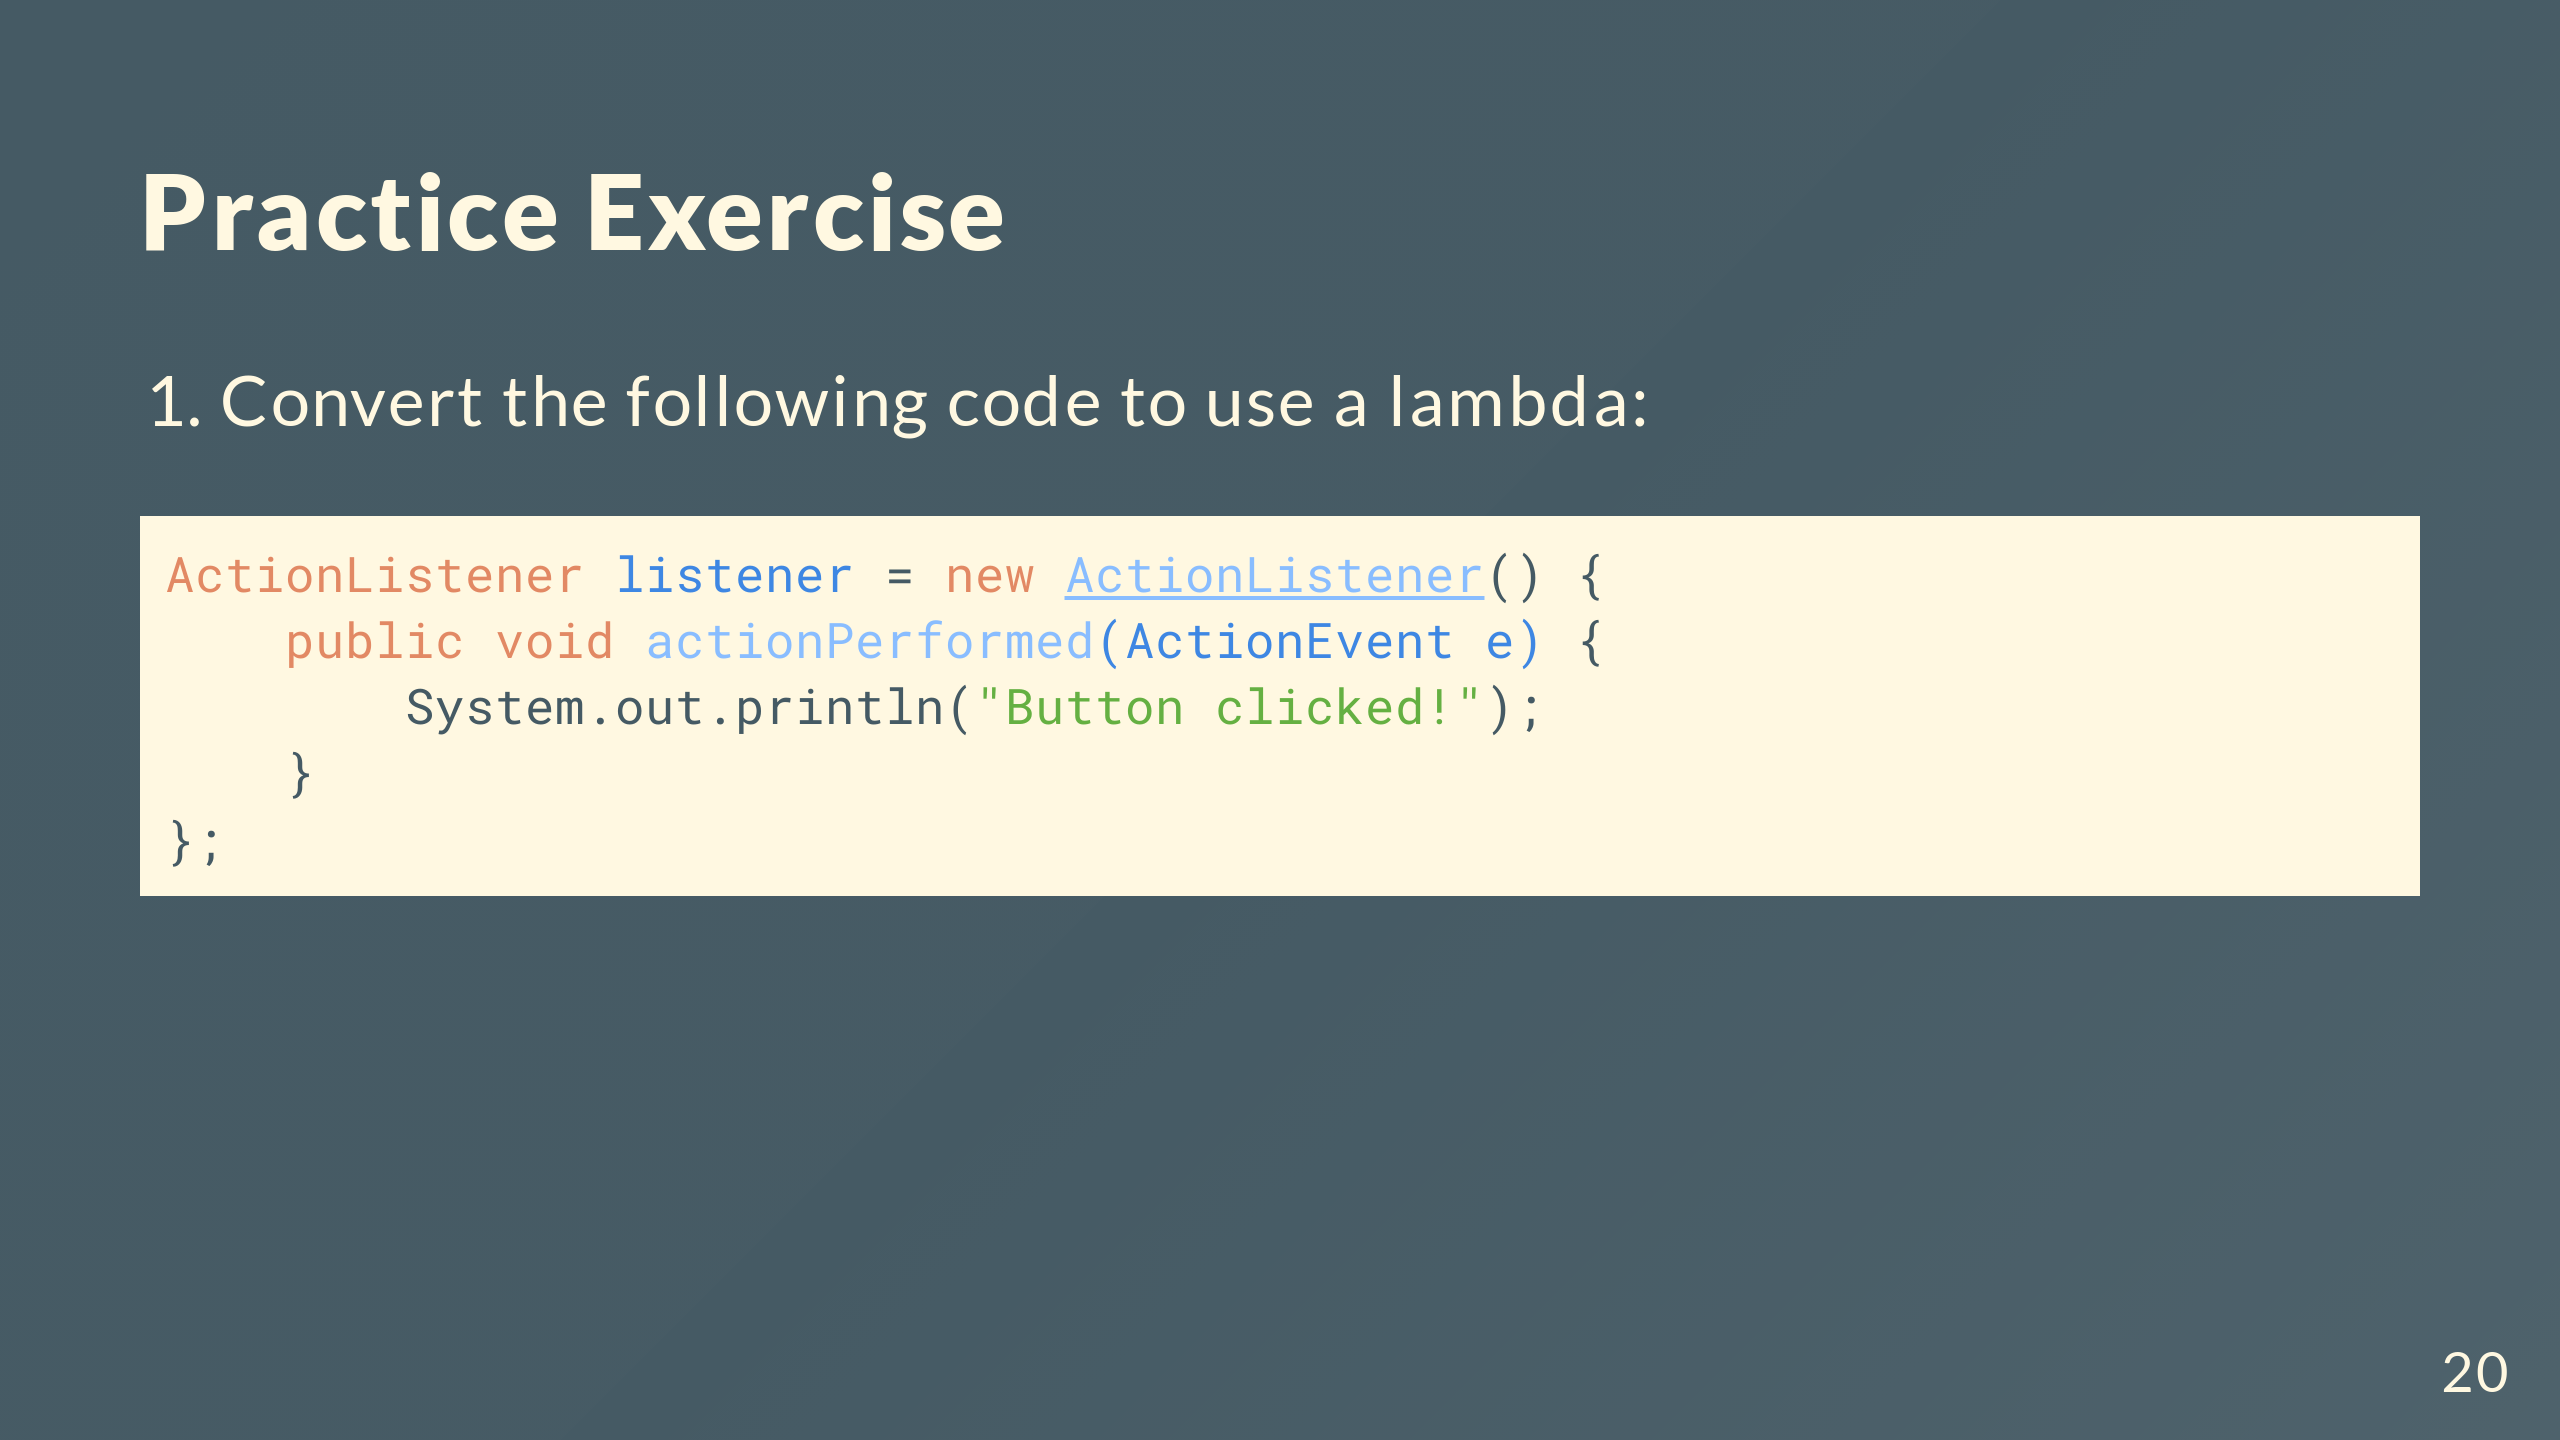 Practice Exercise
1. Convert the following code to use a lambda:
ActionListener listener = new ActionListener() {
    public void actionPerformed(ActionEvent e) {
        System.out.println("Button clicked!");
    }
};
20